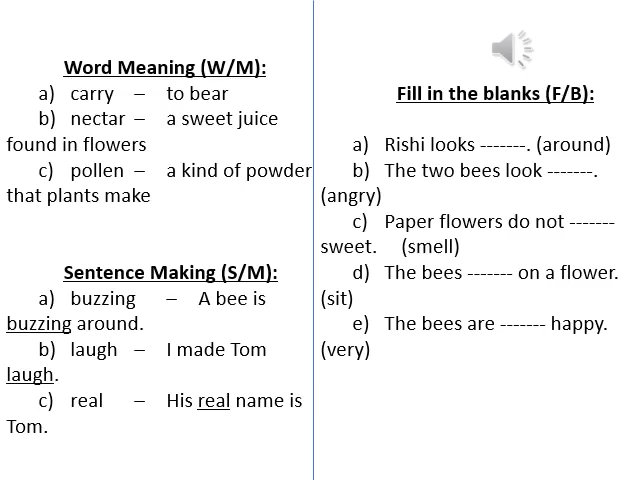 Word Meaning (W/M):
a) carry – to bear
b) nectar – a sweet juice
found in flowers
c) pollen – a kind of powder
that plants make
Sentence Making (S/M):
a) buzzing – A bee is
buzzing around.
b) laugh – I made Tom
laugh.
c) real – His real name is
Tom.
Fill in the blanks (F/B):
a) Rishi looks -------. (around)
b) The two bees look -------.
(angry)
c) Paper flowers do not -------
sweet. (smell)
d) The bees ------- on a flower.
(sit)
e) The bees are ------- happy.
(very)